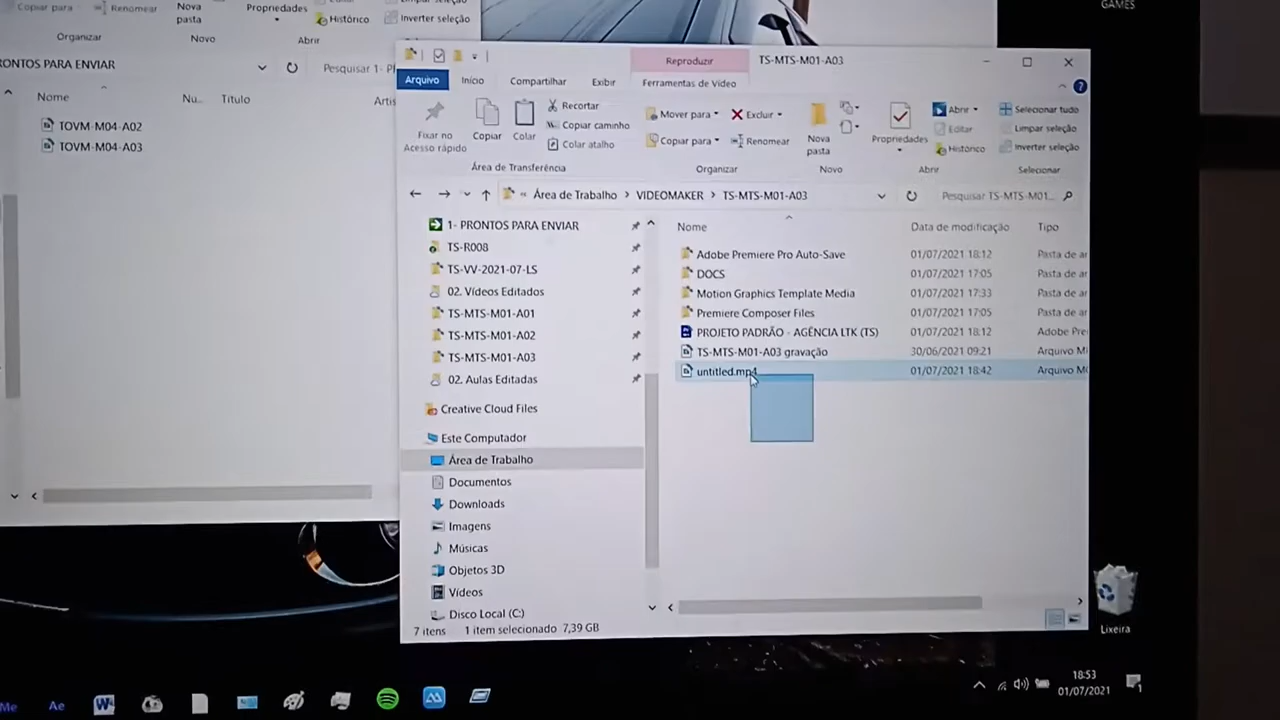 GAMES
Copiar para
Renomear
Nova
pasta
Propriedades
Histórico
Inverter seleção
Organizar
Novo
Abrir
RONTOS PARA ENVIAR
Pesquisar 1- P
Nome
Nu...
Título
Artis
TOVM-M04-A02
TOVM-M04-A03
Reproduzir
TS-MTS-M01-A03
Arquivo
Início
Compartilhar
Exibir
Ferramentas de Vídeo
Fixar no
Acesso rápido
Copiar
Colar
Recortar
Copiar caminho
Colar atalho
Mover para
Copiar para
Excluir
Renomear
Nova
pasta
Propriedades
Abrir
Editar
Histórico
Selecionar tudo
Limpar seleção
Inverter seleção
Área de Transferência
Organizar
Novo
Abrir
Selecionar
« Área de Trabalho > VIDEOMAKER > TS-MTS-M01-A03
Pesquisar TS-MTS-M01...
1- PRONTOS PARA ENVIAR
TS-R008
TS-VV-2021-07-LS
02. Vídeos Editados
TS-MTS-M01-A01
TS-MTS-M01-A02
TS-MTS-M01-A03
02. Aulas Editadas
Creative Cloud Files
Este Computador
Área de Trabalho
Documentos
Downloads
Imagens
Músicas
Objetos 3D
Vídeos
Disco Local (C:)
Nome
Data de modificação
Tipo
Adobe Premiere Pro Auto-Save 01/07/2021 18:12 Pasta de ar
DOCS 01/07/2021 17:05 Pasta de ar
Motion Graphics Template Media 01/07/2021 17:33 Pasta de ar
Premiere Composer Files 01/07/2021 17:05 Pasta de ar
PROJETO PADRÃO - AGÊNCIA LTK (TS) 01/07/2021 18:12 Adobe Pre
TS-MTS-M01-A03 gravação 30/06/2021 09:21 Arquivo M
untitled.mp4 01/07/2021 18:42 Arquivo M
7 itens
1 item selecionado 7,39 GB
Lixeira
Me
Ae
W
18:53
01/07/2021
1